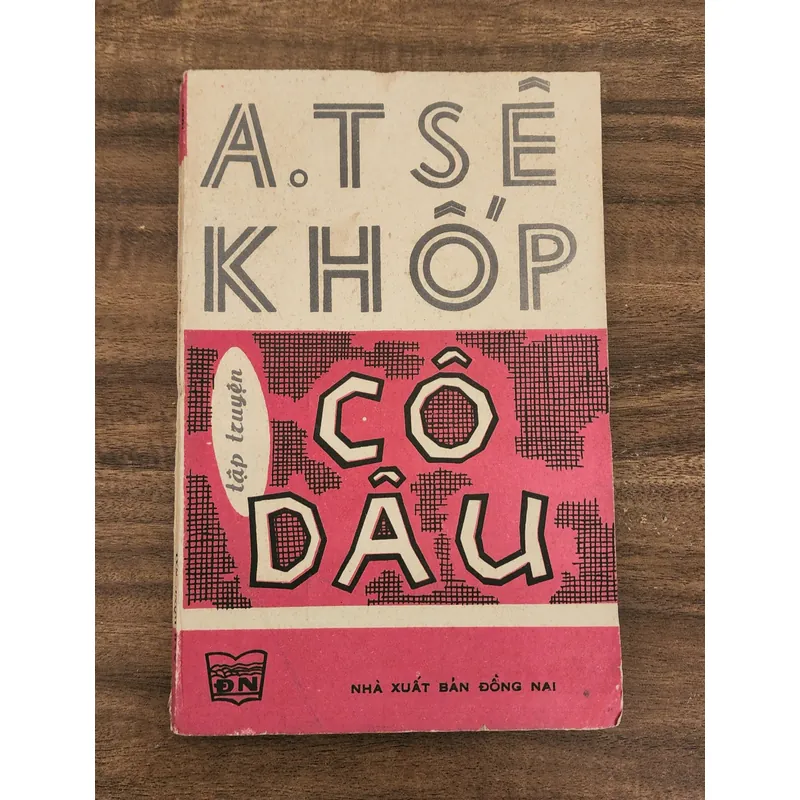 A. TSÊ
KHỐP
tập truyện
CÔ
DÂU
ĐN
NHÀ XUẤT BẢN ĐỒNG NAI